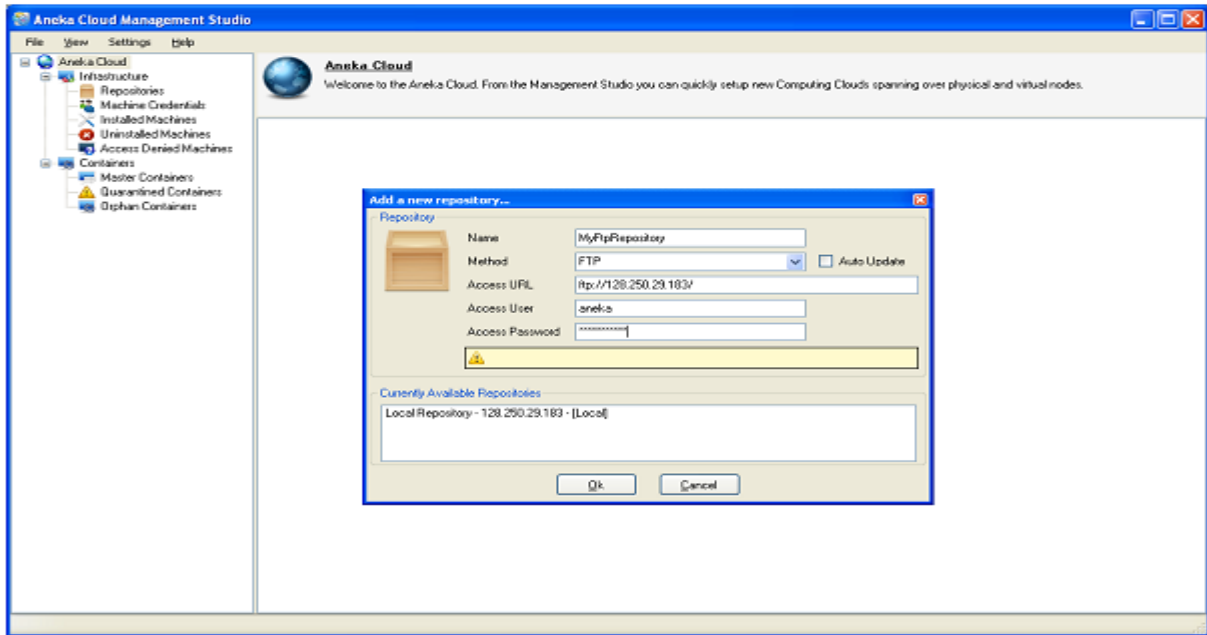 Aneka Cloud Management Studio
File View Settings Help
Aneka Cloud
Infrastructure
Repositories
Machine Credentials
Installed Machines
Uninstalled Machines
Access Denied Machines
Containers
Master Containers
Quarantined Containers
Orphan Containers
Aneka Cloud
Welcome to the Aneka Cloud. From the Management Studio you can quickly setup new Computing Clouds spanning over physical and virtual nodes.
Add a new repository...
Repository
Name MyFtpRepository
Method FTP Auto Update
Access URL ftp://128.250.29.183/
Access User aneka
Access Password ***********
Currently Available Repositories
Local Repository - 128.250.29.183 - [Local]
Ok Cancel